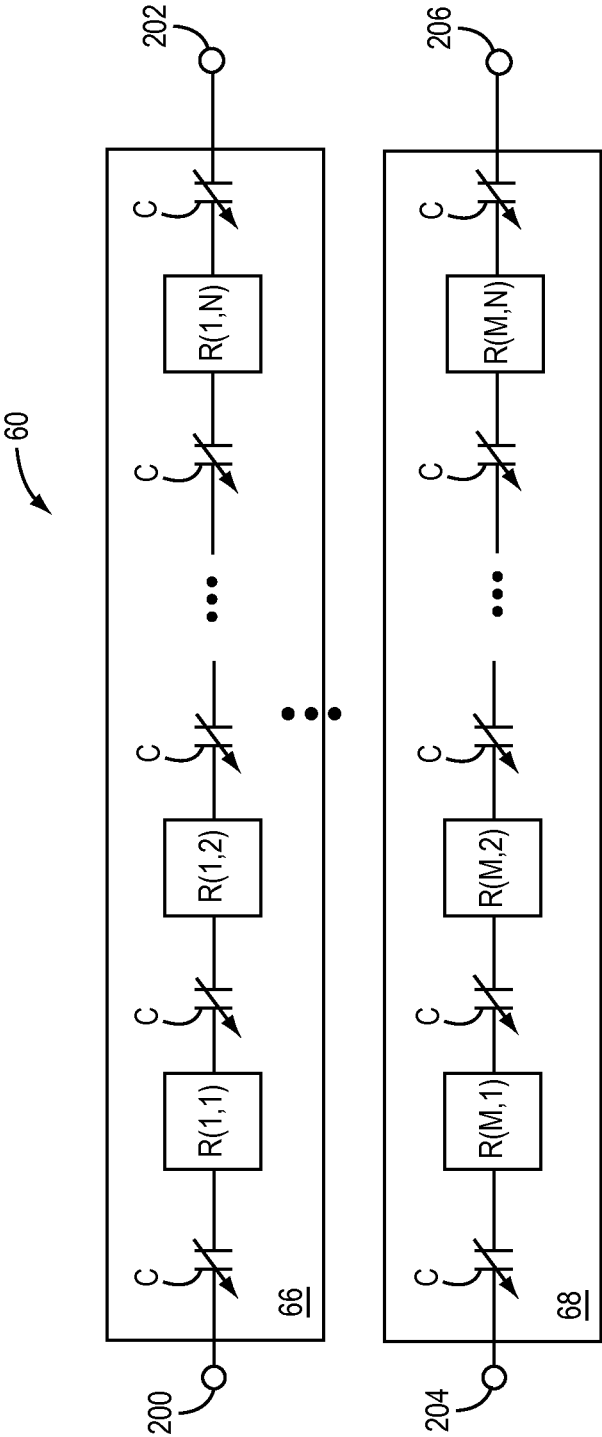 60
200
C
C
C
C
C
202
R(1,1)
R(1,2)
R(1,N)
66
204
C
C
C
C
C
206
R(M,1)
R(M,2)
R(M,N)
68